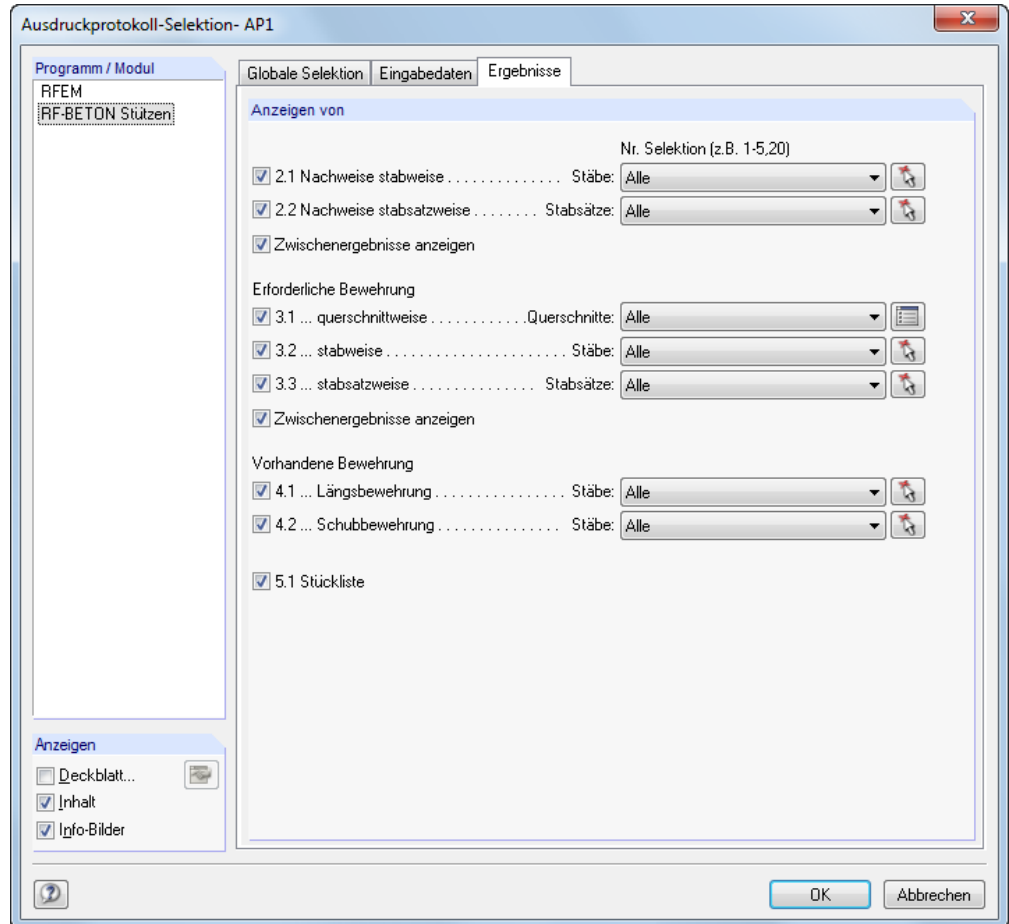 Ausdruckprotokoll-Selektion- AP1
Programm / Modul
RFEM
RF-BETON Stützen
Globale Selektion
Eingabedaten
Ergebnisse
Anzeigen von
Nr. Selektion (z.B. 1-5,20)
2.1 Nachweise stabweise . . . . . . . . . . . . . . Stäbe: Alle
2.2 Nachweise stabsatzweise . . . . . . . . Stabsätze: Alle
Zwischenergebnisse anzeigen
Erforderliche Bewehrung
3.1 ... querschnittweise . . . . . . . . . . . .Querschnitte: Alle
3.2 ... stabweise . . . . . . . . . . . . . . . . . . . . . . Stäbe: Alle
3.3 ... stabsatzweise . . . . . . . . . . . . . . . Stabsätze: Alle
Zwischenergebnisse anzeigen
Vorhandene Bewehrung
4.1 ... Längsbewehrung . . . . . . . . . . . . . . . . Stäbe: Alle
4.2 ... Schubbewehrung . . . . . . . . . . . . . . . Stäbe: Alle
5.1 Stückliste
Anzeigen
Deckblatt...
Inhalt
Info-Bilder
OK
Abbrechen